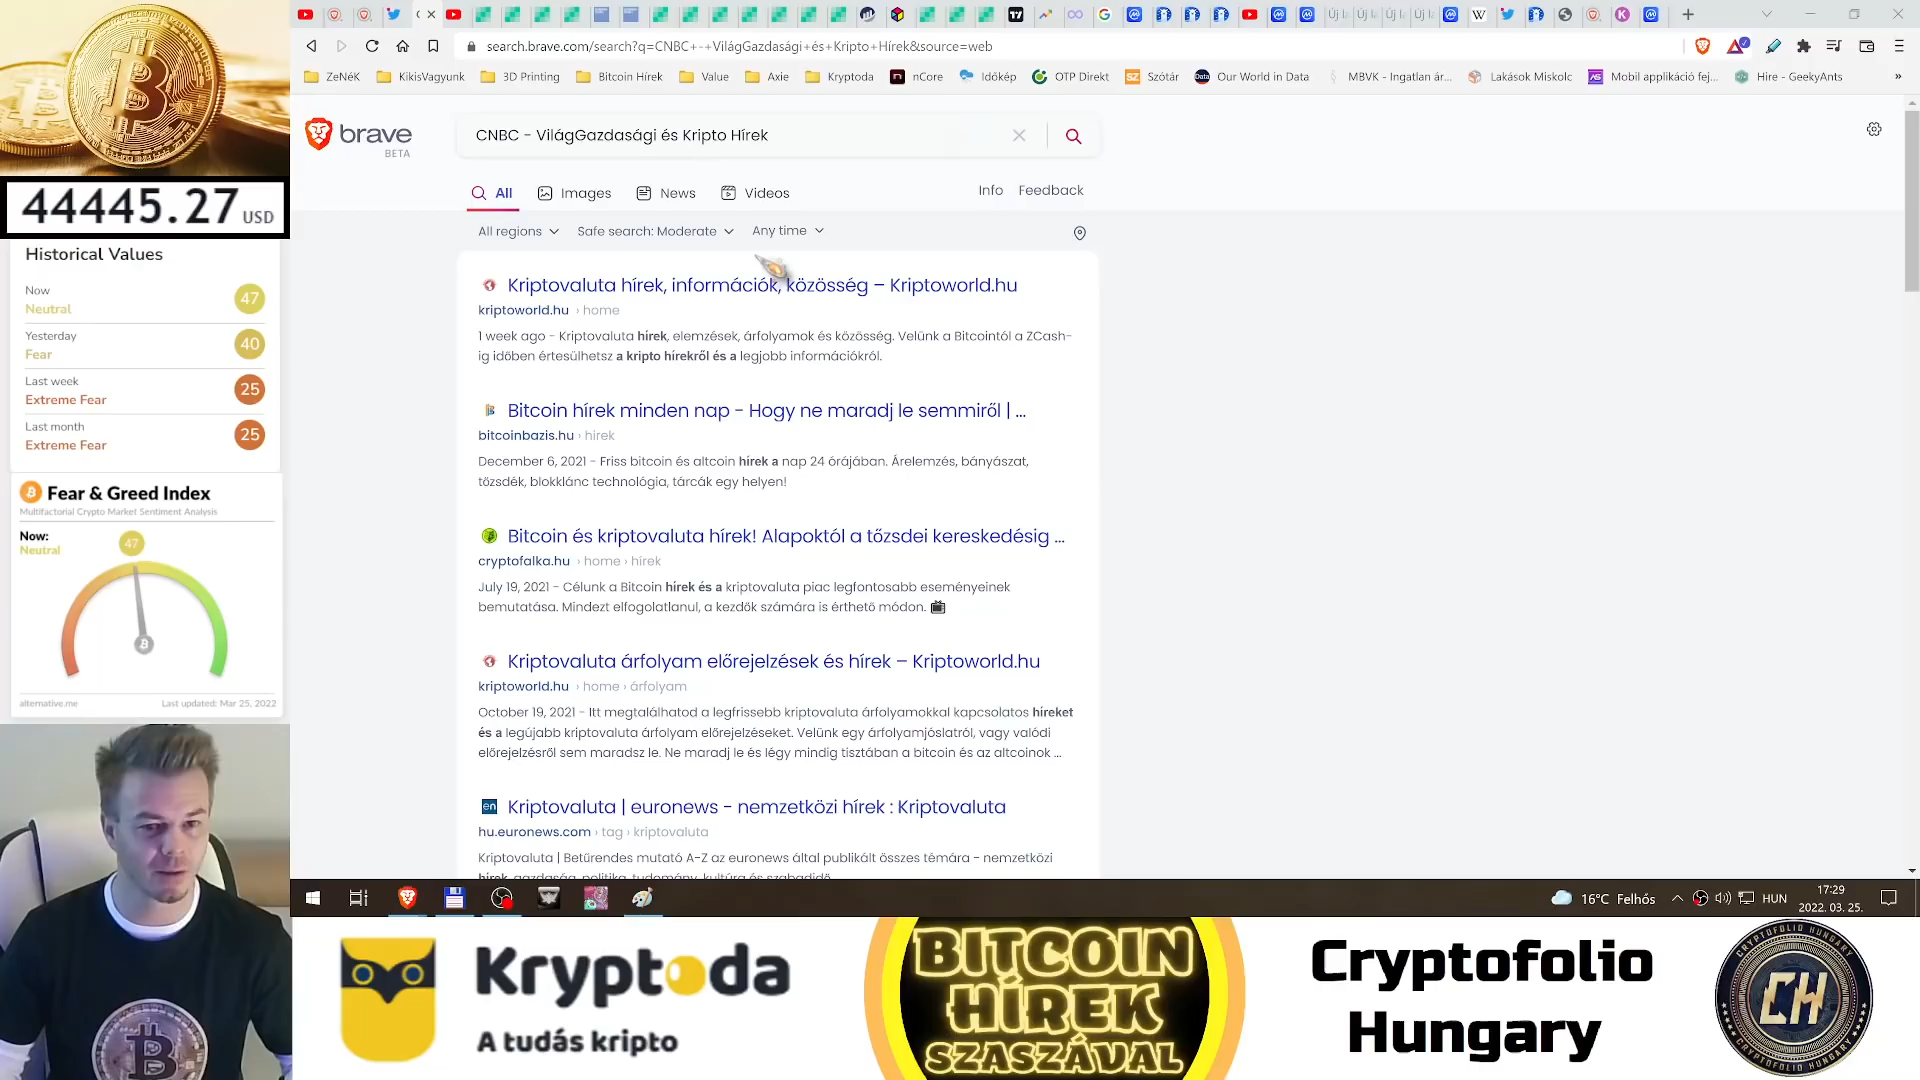 search.brave.com/search?q=CNBC+-+VilágGazdasági+és+Kripto+Hírek&source=web
ZeNéK
KikisVagyunk
3D Printing
Bitcoin Hírek
Value
Axie
Kryptoda
nCore
Időkép
OTP Direkt
Szótár
Our World in Data
MBVK - Ingatlan ár...
Lakások Miskolc
Mobil applikáció fej...
Hire - GeekyAnts
brave
BETA
CNBC - VilágGazdasági és Kripto Hírek
All
Images
News
Videos
Info
Feedback
All regions
Safe search: Moderate
Any time
Kriptovaluta hírek, információk, közösség – Kriptoworld.hu
kriptoworld.hu › home
1 week ago - Kriptovaluta hírek, elemzések, árfolyamok és közösség. Velünk a Bitcointól a ZCash-
ig időben értesülhetsz a kripto hírekről és a legjobb információkról.
Bitcoin hírek minden nap - Hogy ne maradj le semmiről | ...
bitcoinbazis.hu › hirek
December 6, 2021 - Friss bitcoin és altcoin hírek a nap 24 órájában. Árelemzés, bányászat,
tőzsdék, blokklánc technológia, tárcák egy helyen!
Bitcoin és kriptovaluta hírek! Alapoktól a tőzsdei kereskedésig ...
cryptofalka.hu › home › hírek
July 19, 2021 - Célunk a Bitcoin hírek és a kriptovaluta piac legfontosabb eseményeinek
bemutatása. Mindezt elfogolatlanul, a kezdők számára is érthető módon.
Kriptovaluta árfolyam előrejelzések és hírek – Kriptoworld.hu
kriptoworld.hu › home › árfolyam
October 19, 2021 - Itt megtalálhatod a legfrissebb kriptovaluta árfolyamokkal kapcsolatos híreket
és a legújabb kriptovaluta árfolyam előrejelzéseket. Velünk egy árfolyamjóslatról, vagy valódi
előrejelzésről sem maradsz le. Ne maradj le és légy mindig tisztában a bitcoin és az altcoinok ...
Kriptovaluta | euronews - nemzetközi hírek : Kriptovaluta
hu.euronews.com › tag › kriptovaluta
Kriptovaluta | Betűrendes mutató A-Z az euronews által publikált összes témára - nemzetközi
hírek, gazdaság, politika, tudomány, kultúra és szabadidő
44445.27 USD
Historical Values
Now
Neutral
47
Yesterday
Fear
40
Last week
Extreme Fear
25
Last month
Extreme Fear
25
Fear & Greed Index
Multifactorial Crypto Market Sentiment Analysis
Now:
Neutral
47
alternative.me
Last updated: Mar 25, 2022
16°C Felhős
HUN
17:29
2022. 03. 25.
Kryptoda
A tudás kripto
BITCOIN
HÍREK
SZASZÁVAL
Cryptofolio
Hungary
CRYPTOFOLIO HUNGARY
CH
CRYPTOFOLIO HUNGARY